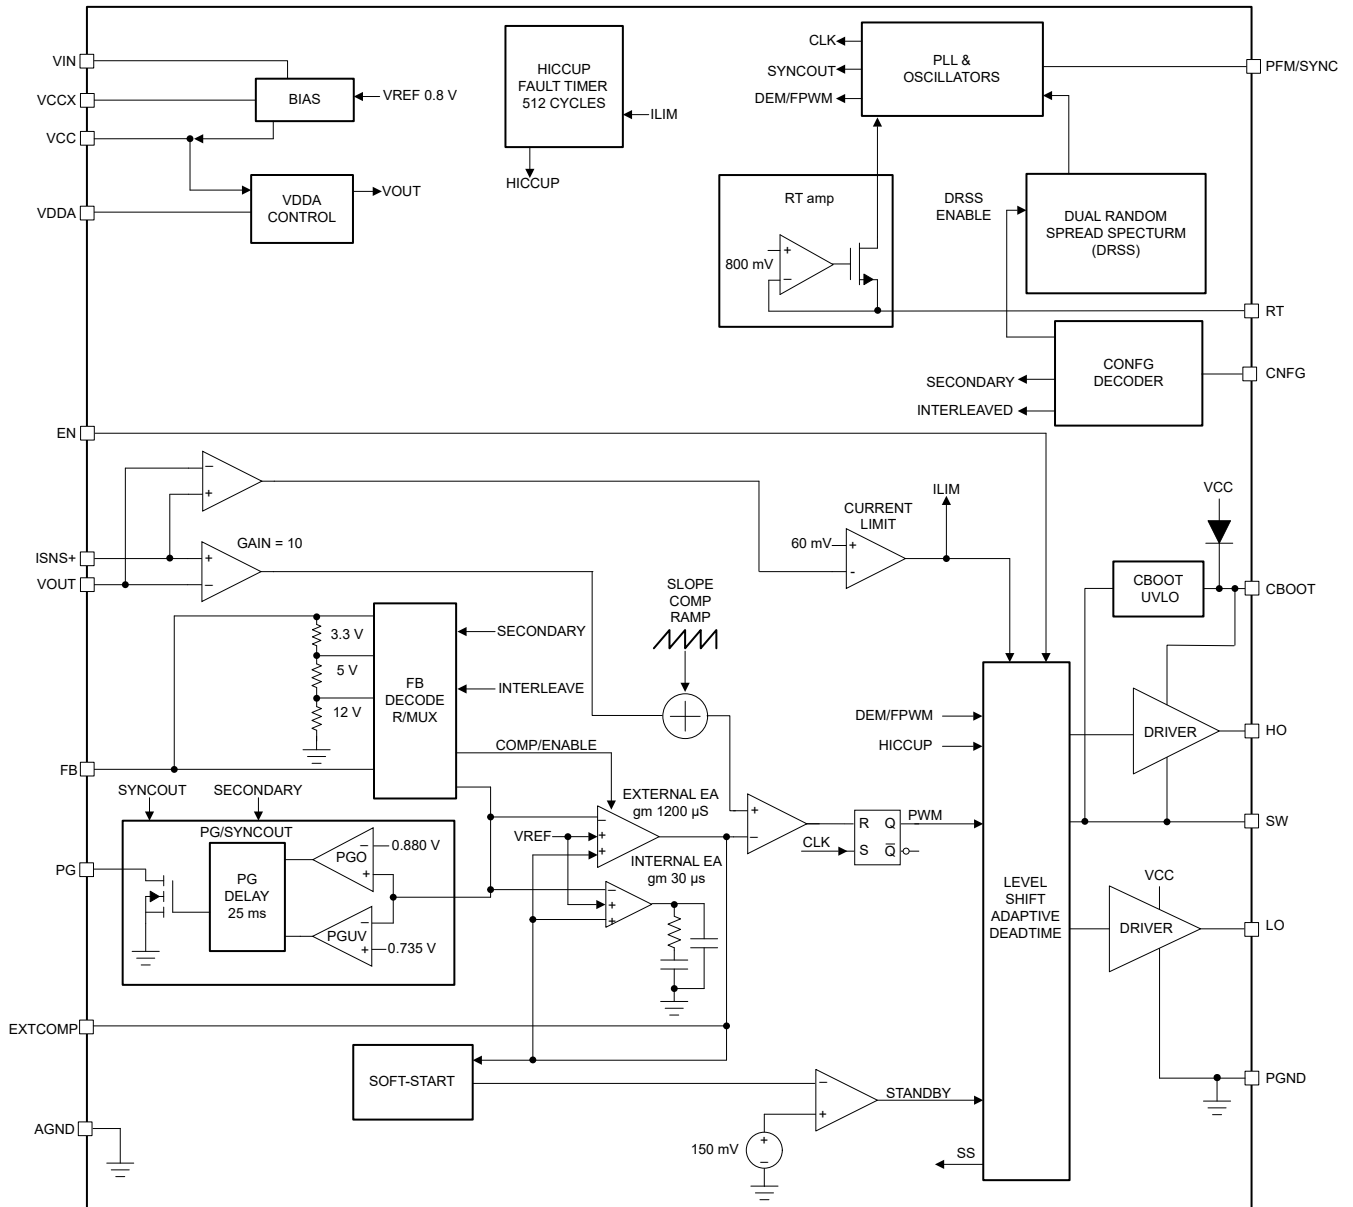 VIN
VCCX
VCC
VDDA
BIAS
VREF 0.8 V
VDDA
CONTROL
VOUT
HICCUP
FAULT TIMER
512 CYCLES
ILIM
HICCUP
CLK
SYNCOUT
DEM/FPWM
PLL &
OSCILLATORS
PFM/SYNC
RT amp
800 mV
+
−
DRSS
ENABLE
DUAL RANDOM
SPREAD SPECTURM
(DRSS)
RT
CONFG
DECODER
CNFG
SECONDARY
INTERLEAVED
EN
−
+
ISNS+
VOUT
+
−
GAIN = 10
CURRENT
LIMIT
60 mV
+
-
ILIM
VCC
CBOOT
UVLO
CBOOT
SLOPE
COMP
RAMP
3.3 V
5 V
12 V
FB
DECODE
R/MUX
SECONDARY
INTERLEAVE
COMP/ENABLE
FB
DEM/FPWM
HICCUP
DRIVER
HO
SYNCOUT
SECONDARY
PG/SYNCOUT
PG
PG
DELAY
25 ms
PGO
−
+
0.880 V
PGUV
−
+
0.735 V
EXTERNAL EA
gm 1200 µS
VREF
−
+
+
INTERNAL EA
gm 30 µs
−
+
+
+
−
CLK
R
Q
S
Q
PWM
SW
LEVEL
SHIFT
ADAPTIVE
DEADTIME
VCC
DRIVER
LO
EXTCOMP
SOFT-START
−
+
STANDBY
150 mV
+
−
SS
PGND
AGND